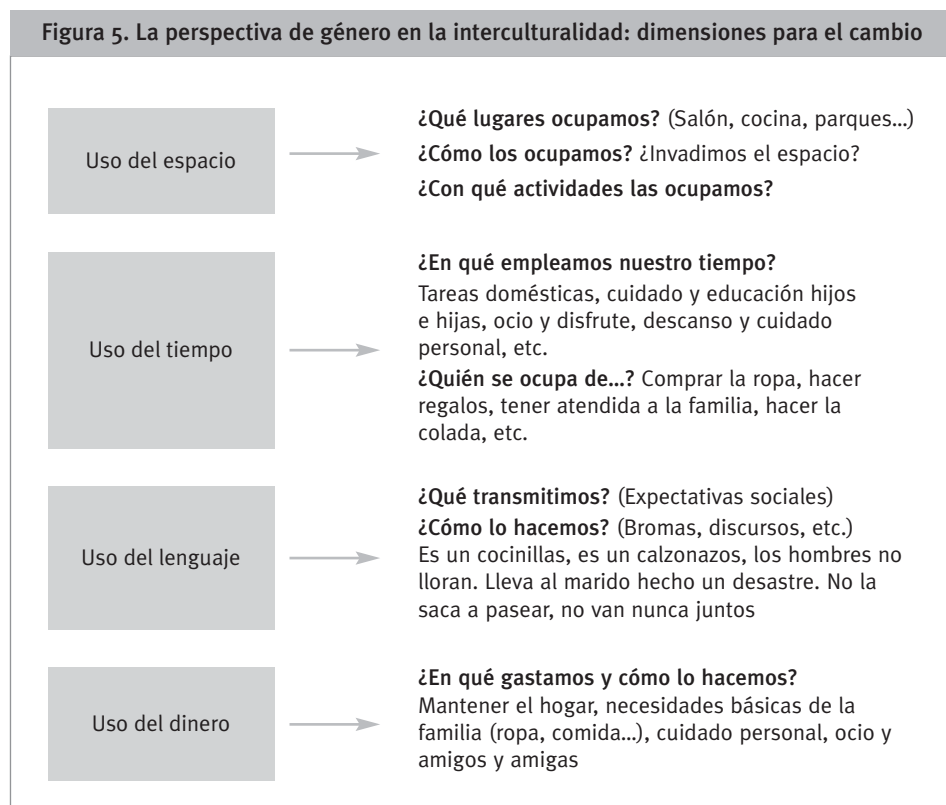 Figura 5. La perspectiva de género en la interculturalidad: dimensiones para el cambio
Uso del espacio
¿Qué lugares ocupamos? (Salón, cocina, parques...)
¿Cómo los ocupamos? ¿Invadimos el espacio?
¿Con qué actividades las ocupamos?
Uso del tiempo
¿En qué empleamos nuestro tiempo?
Tareas domésticas, cuidado y educación hijos
e hijas, ocio y disfrute, descanso y cuidado
personal, etc.
¿Quién se ocupa de...? Comprar la ropa, hacer
regalos, tener atendida a la familia, hacer la
colada, etc.
Uso del lenguaje
¿Qué transmitimos? (Expectativas sociales)
¿Cómo lo hacemos? (Bromas, discursos, etc.)
Es un cocinillas, es un calzonazos, los hombres no
lloran. Lleva al marido hecho un desastre. No la
saca a pasear, no van nunca juntos
Uso del dinero
¿En qué gastamos y cómo lo hacemos?
Mantener el hogar, necesidades básicas de la
familia (ropa, comida...), cuidado personal, ocio y
amigos y amigas